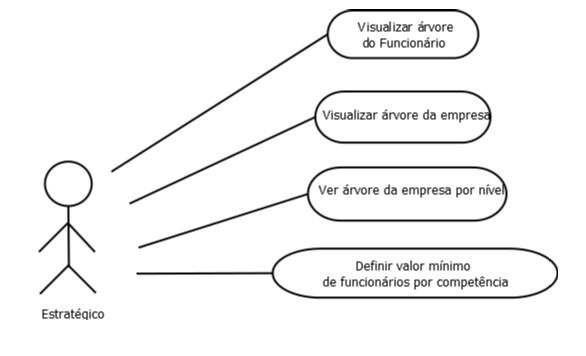 Visualizar árvore
do Funcionário
Visualizar árvore da empresa
Ver árvore da empresa por nível
Definir valor mínimo
de funcionários por competência
Estratégico